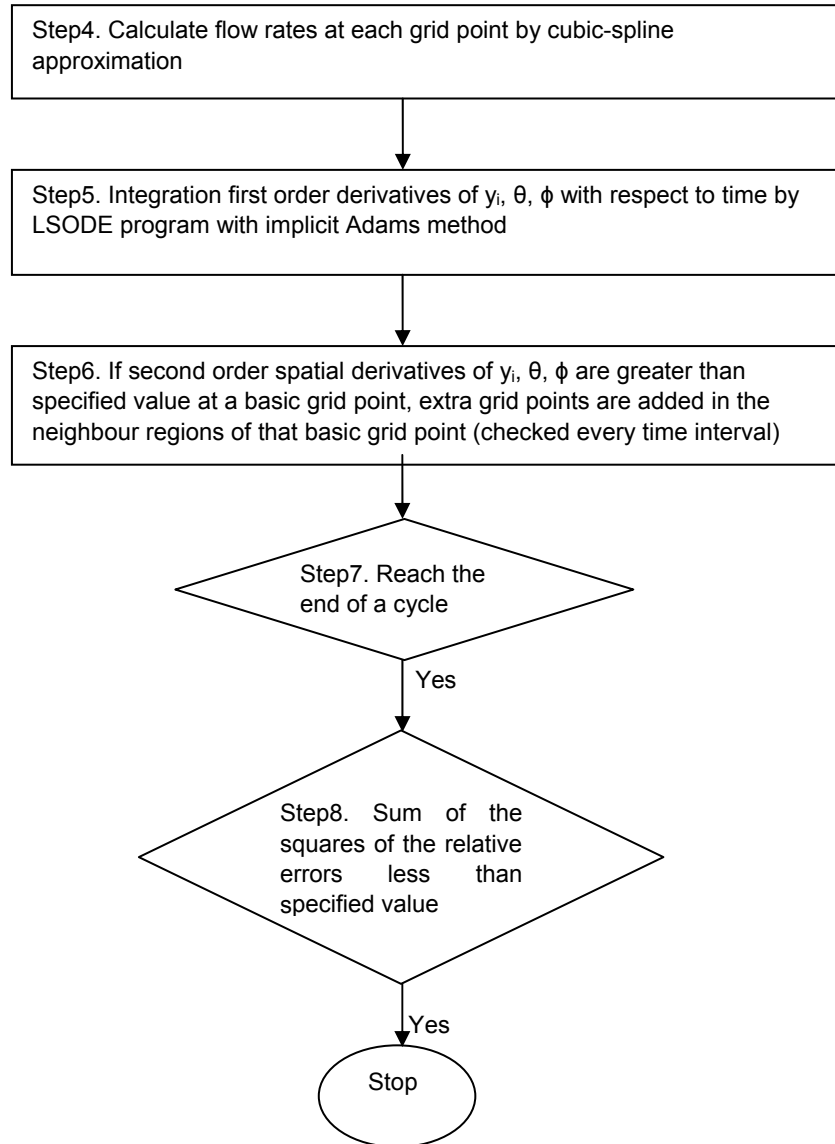 Step4. Calculate flow rates at each grid point by cubic-spline
approximation
Step5. Integration first order derivatives of yᵢ, θ, ϕ with respect to time by
LSODE program with implicit Adams method
Step6. If second order spatial derivatives of yᵢ, θ, ϕ are greater than
specified value at a basic grid point, extra grid points are added in the
neighbour regions of that basic grid point (checked every time interval)
Step7. Reach the
end of a cycle
Yes
Step8. Sum of the
squares of the relative
errors less than
specified value
Yes
Stop